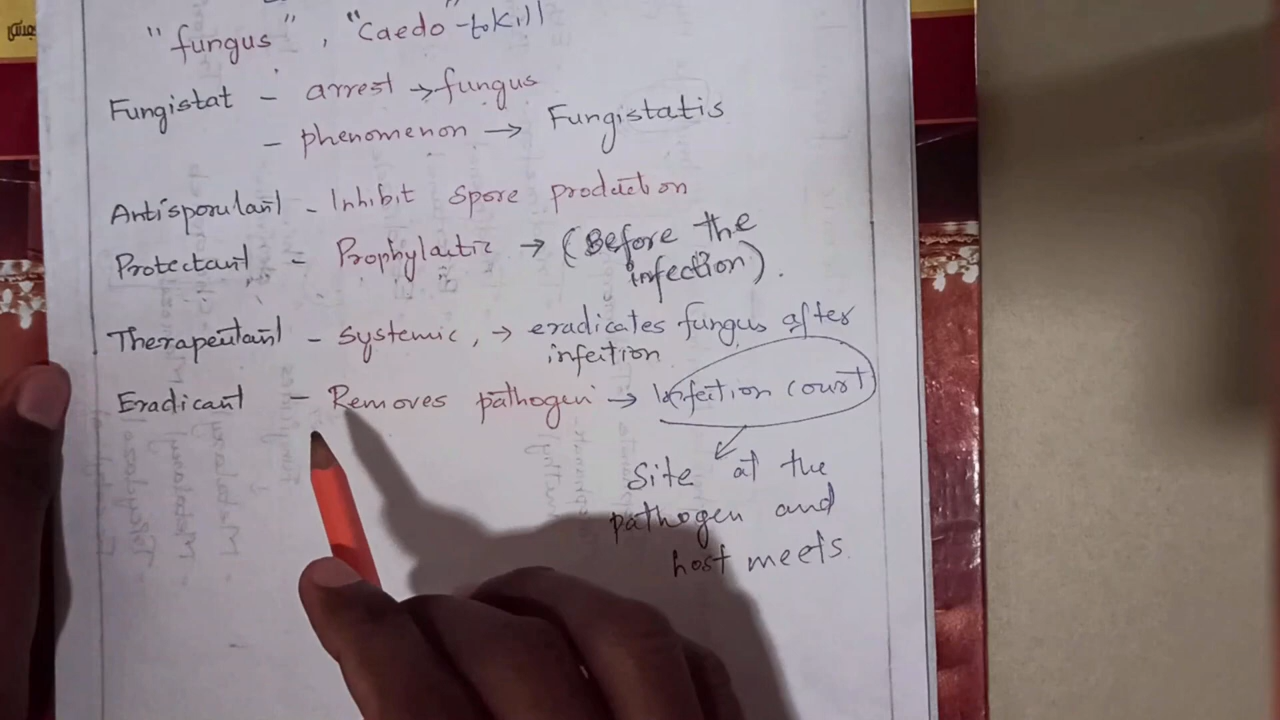 "fungus", "Caedo"-to kill
Fungistat - arrest → fungus
- phenomenon → Fungistatis
Antisporulant - Inhibit spore production
Protectant - Prophylactic → (Before the
infection).
Therapeutant - systemic, → eradicates fungus after
infection
Eradicant - Removes pathogen → Infection court
Site at the
pathogen and
host meets.